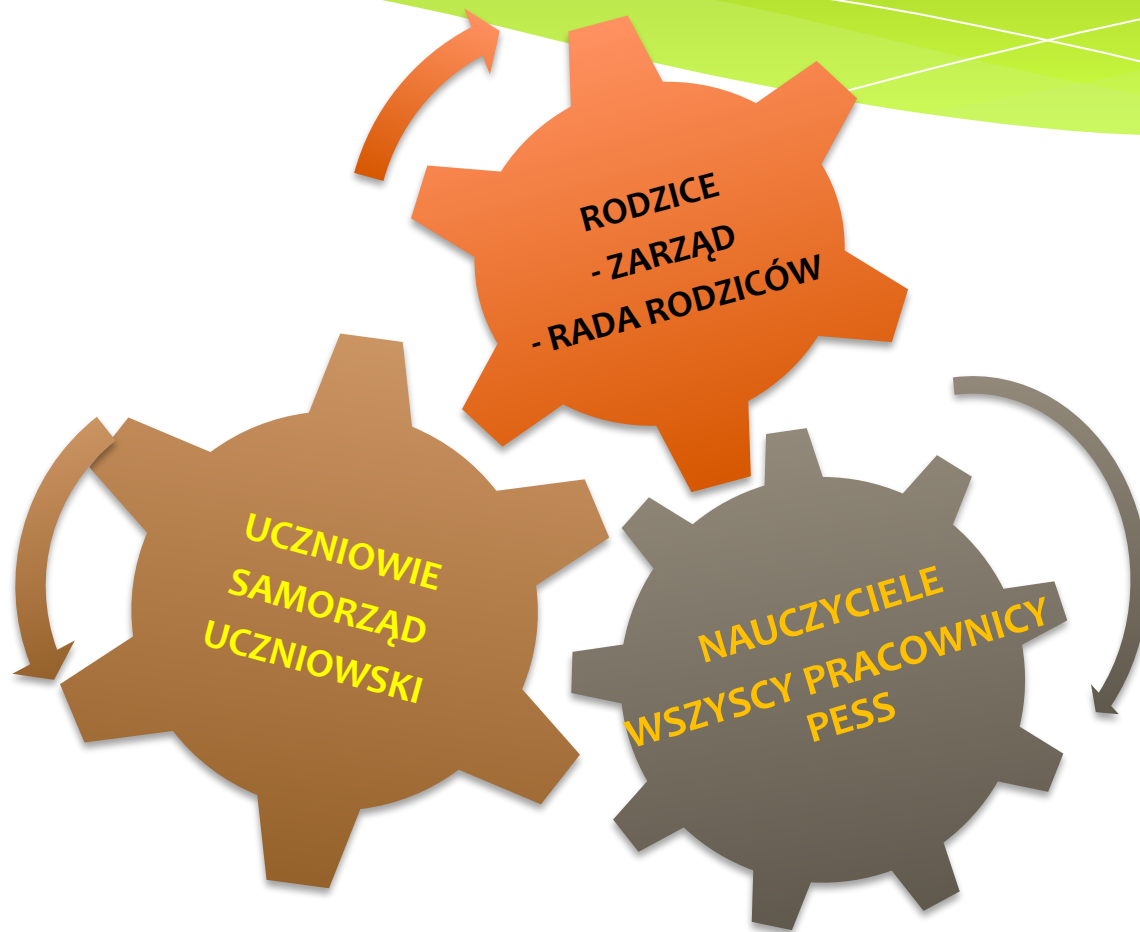 RODZICE
- ZARZĄD
- RADA RODZICÓW
UCZNIOWIE
SAMORZĄD
UCZNIOWSKI
NAUCZYCIELE
WSZYSCY PRACOWNICY
PESS